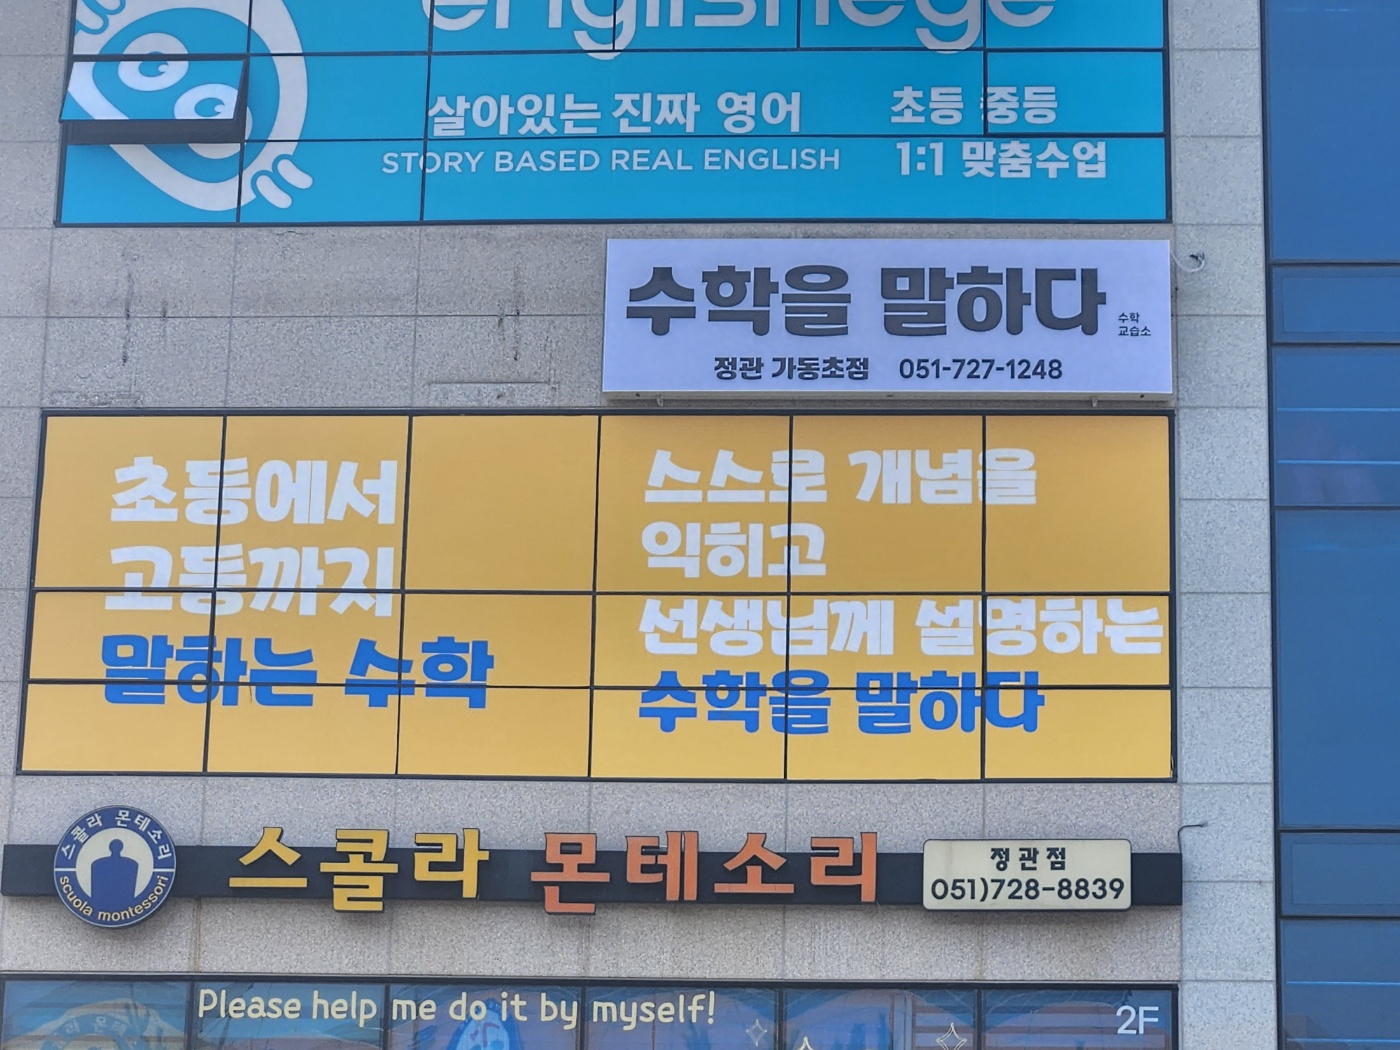 englishege
살아있는 진짜 영어
STORY BASED REAL ENGLISH
초등 중등
1:1 맞춤수업
수학을 말하다
수학
교습소
정관 가동초점 051-727-1248
초등에서
고등까지
말하는 수학
스스로 개념을
익히고
선생님께 설명하는
수학을 말하다
스콜라 몬테소리
scuola montessori
스콜라 몬테소리
정관점
051)728-8839
Please help me do it by myself!
2F